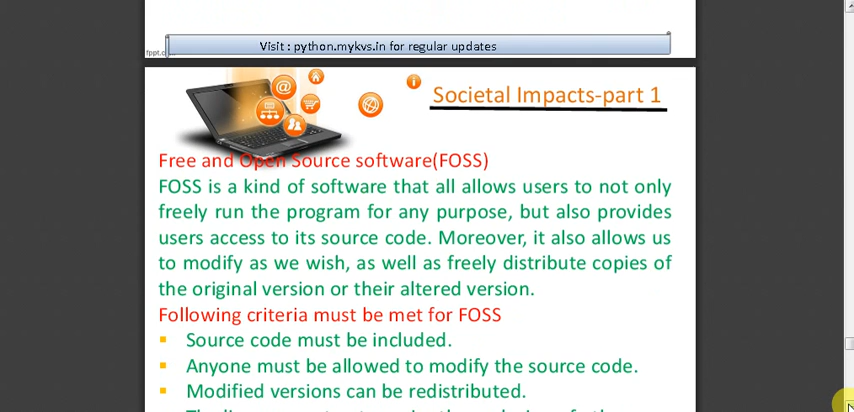 Visit : python.mykvs.in for regular updates
Societal Impacts-part 1
Free and Open Source software(FOSS)
FOSS is a kind of software that all allows users to not only
freely run the program for any purpose, but also provides
users access to its source code. Moreover, it also allows us
to modify as we wish, as well as freely distribute copies of
the original version or their altered version.
Following criteria must be met for FOSS
Source code must be included.
Anyone must be allowed to modify the source code.
Modified versions can be redistributed.